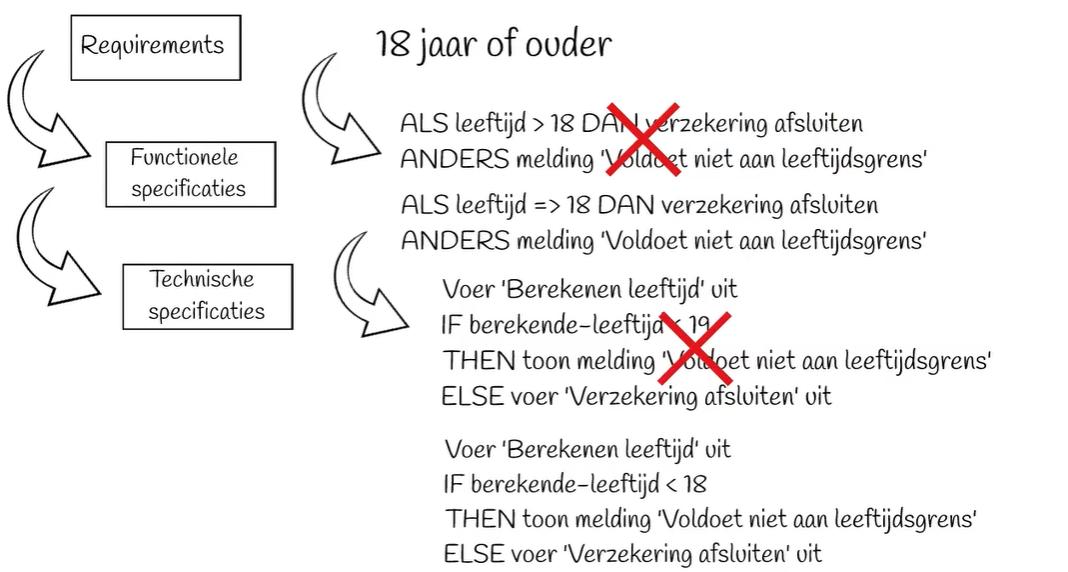 Requirements
18 jaar of ouder
Functionele
specificaties
ALS leeftijd > 18 DAN verzekering afsluiten
ANDERS melding 'Voldoet niet aan leeftijdsgrens'
ALS leeftijd => 18 DAN verzekering afsluiten
ANDERS melding 'Voldoet niet aan leeftijdsgrens'
Technische
specificaties
Voer 'Berekenen leeftijd' uit
IF berekende-leeftijd < 19
THEN toon melding 'Voldoet niet aan leeftijdsgrens'
ELSE voer 'Verzekering afsluiten' uit
Voer 'Berekenen leeftijd' uit
IF berekende-leeftijd < 18
THEN toon melding 'Voldoet niet aan leeftijdsgrens'
ELSE voer 'Verzekering afsluiten' uit